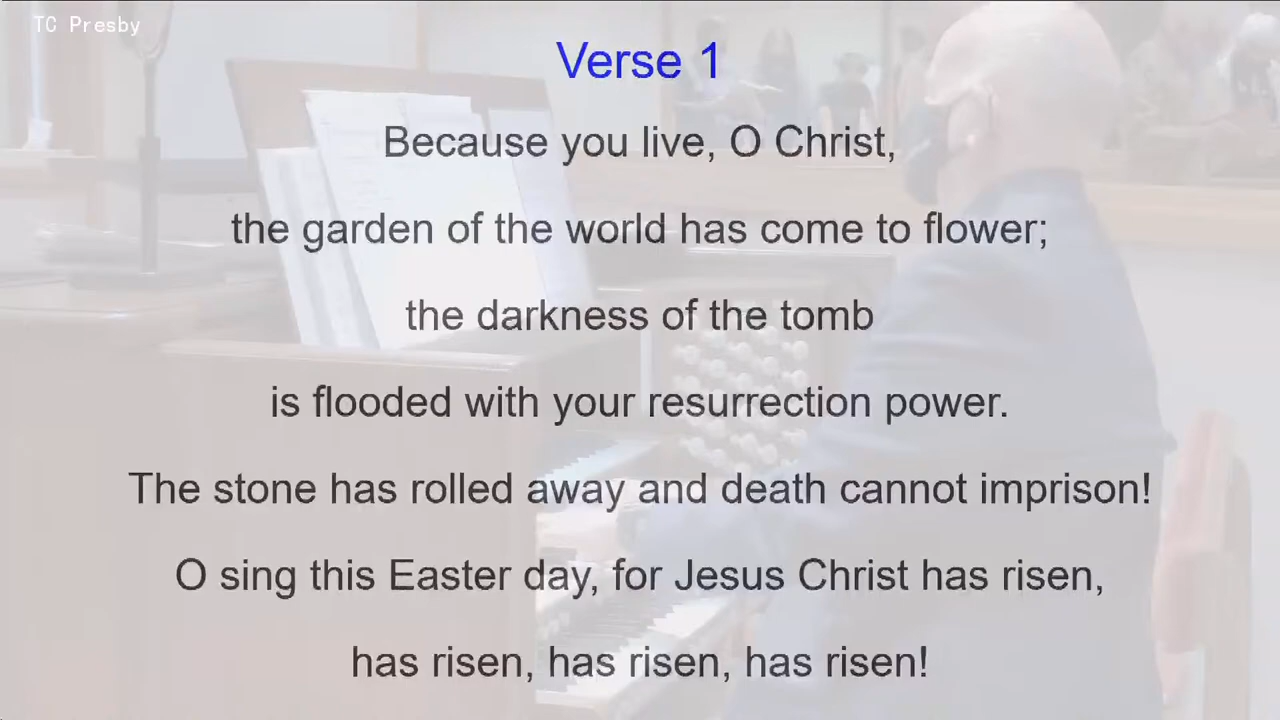 TC Presby
Verse 1
Because you live, O Christ,
the garden of the world has come to flower;
the darkness of the tomb
is flooded with your resurrection power.
The stone has rolled away and death cannot imprison!
O sing this Easter day, for Jesus Christ has risen,
has risen, has risen, has risen!